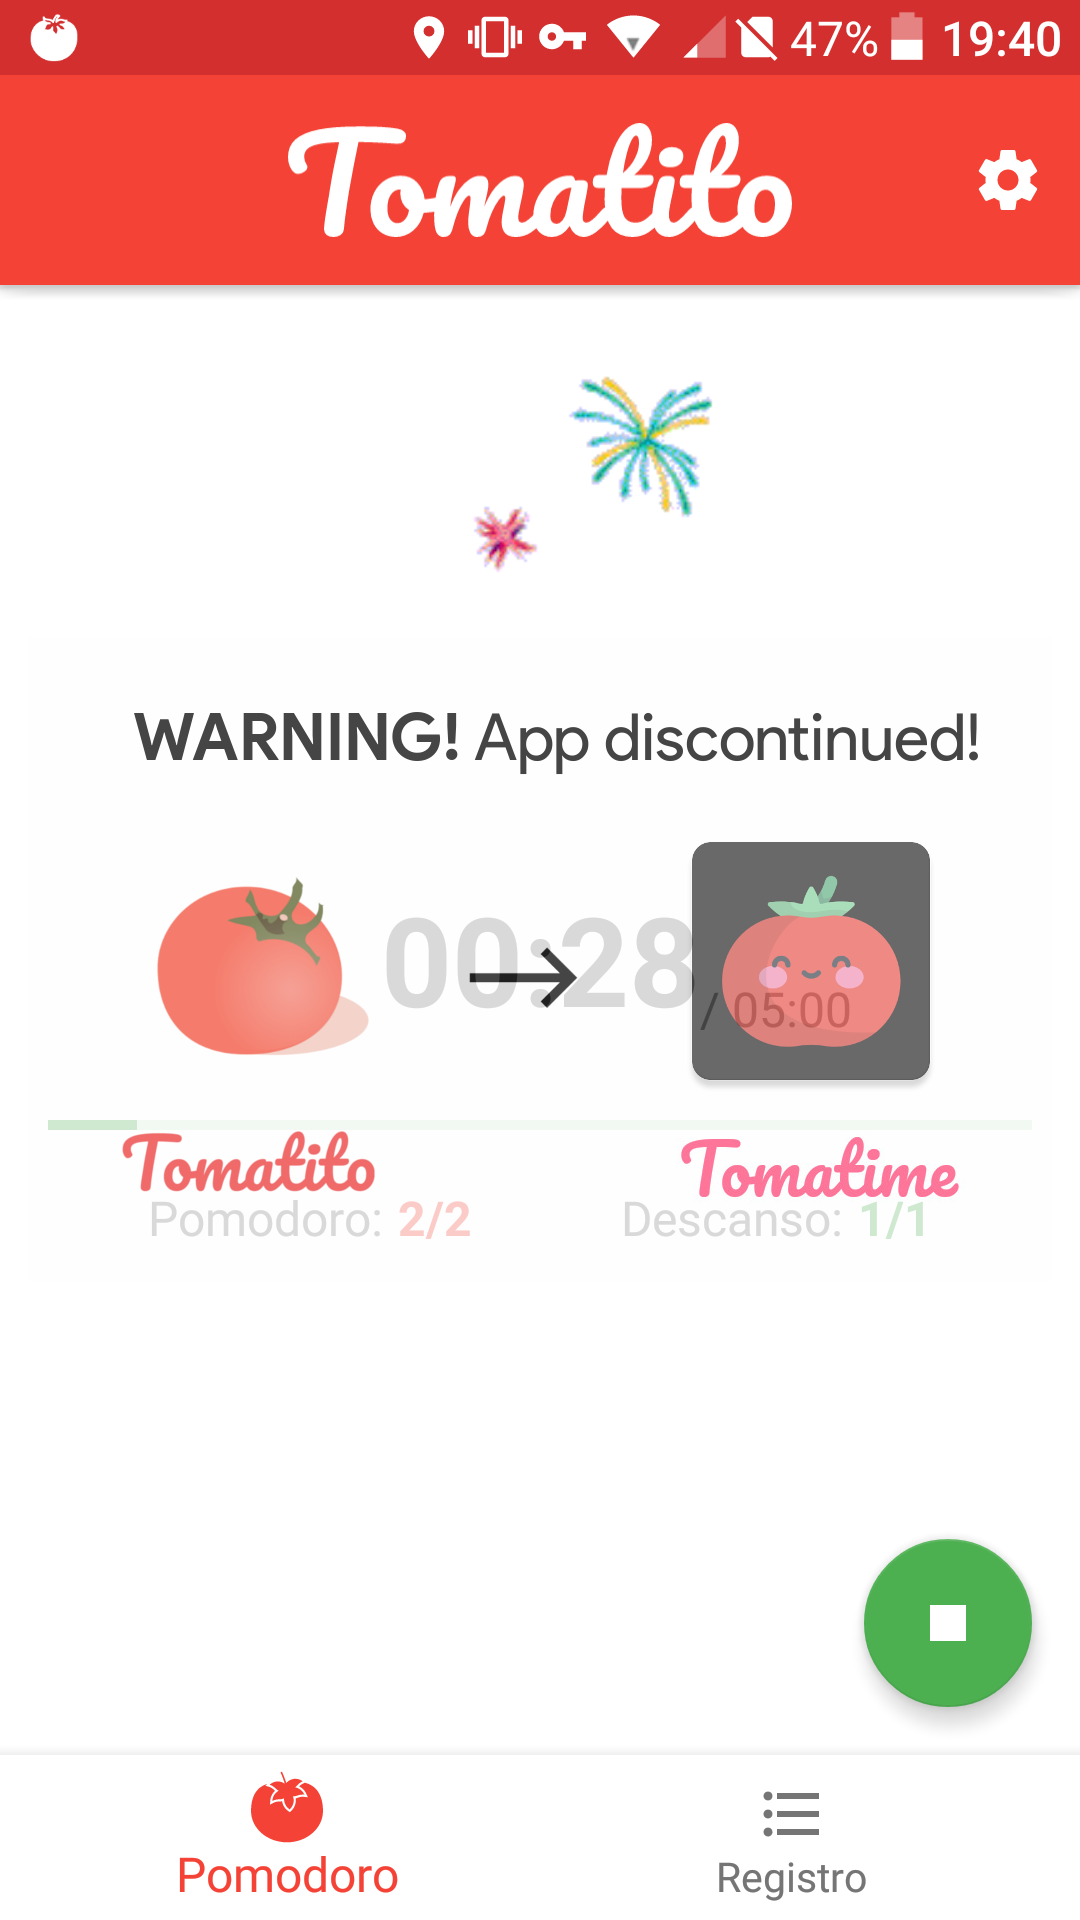 47% 19:40
Tomatito
WARNING! App discontinued!
00:28 / 05:00
Tomatito Tomatime
Pomodoro: 2/2 Descanso: 1/1
Pomodoro Registro